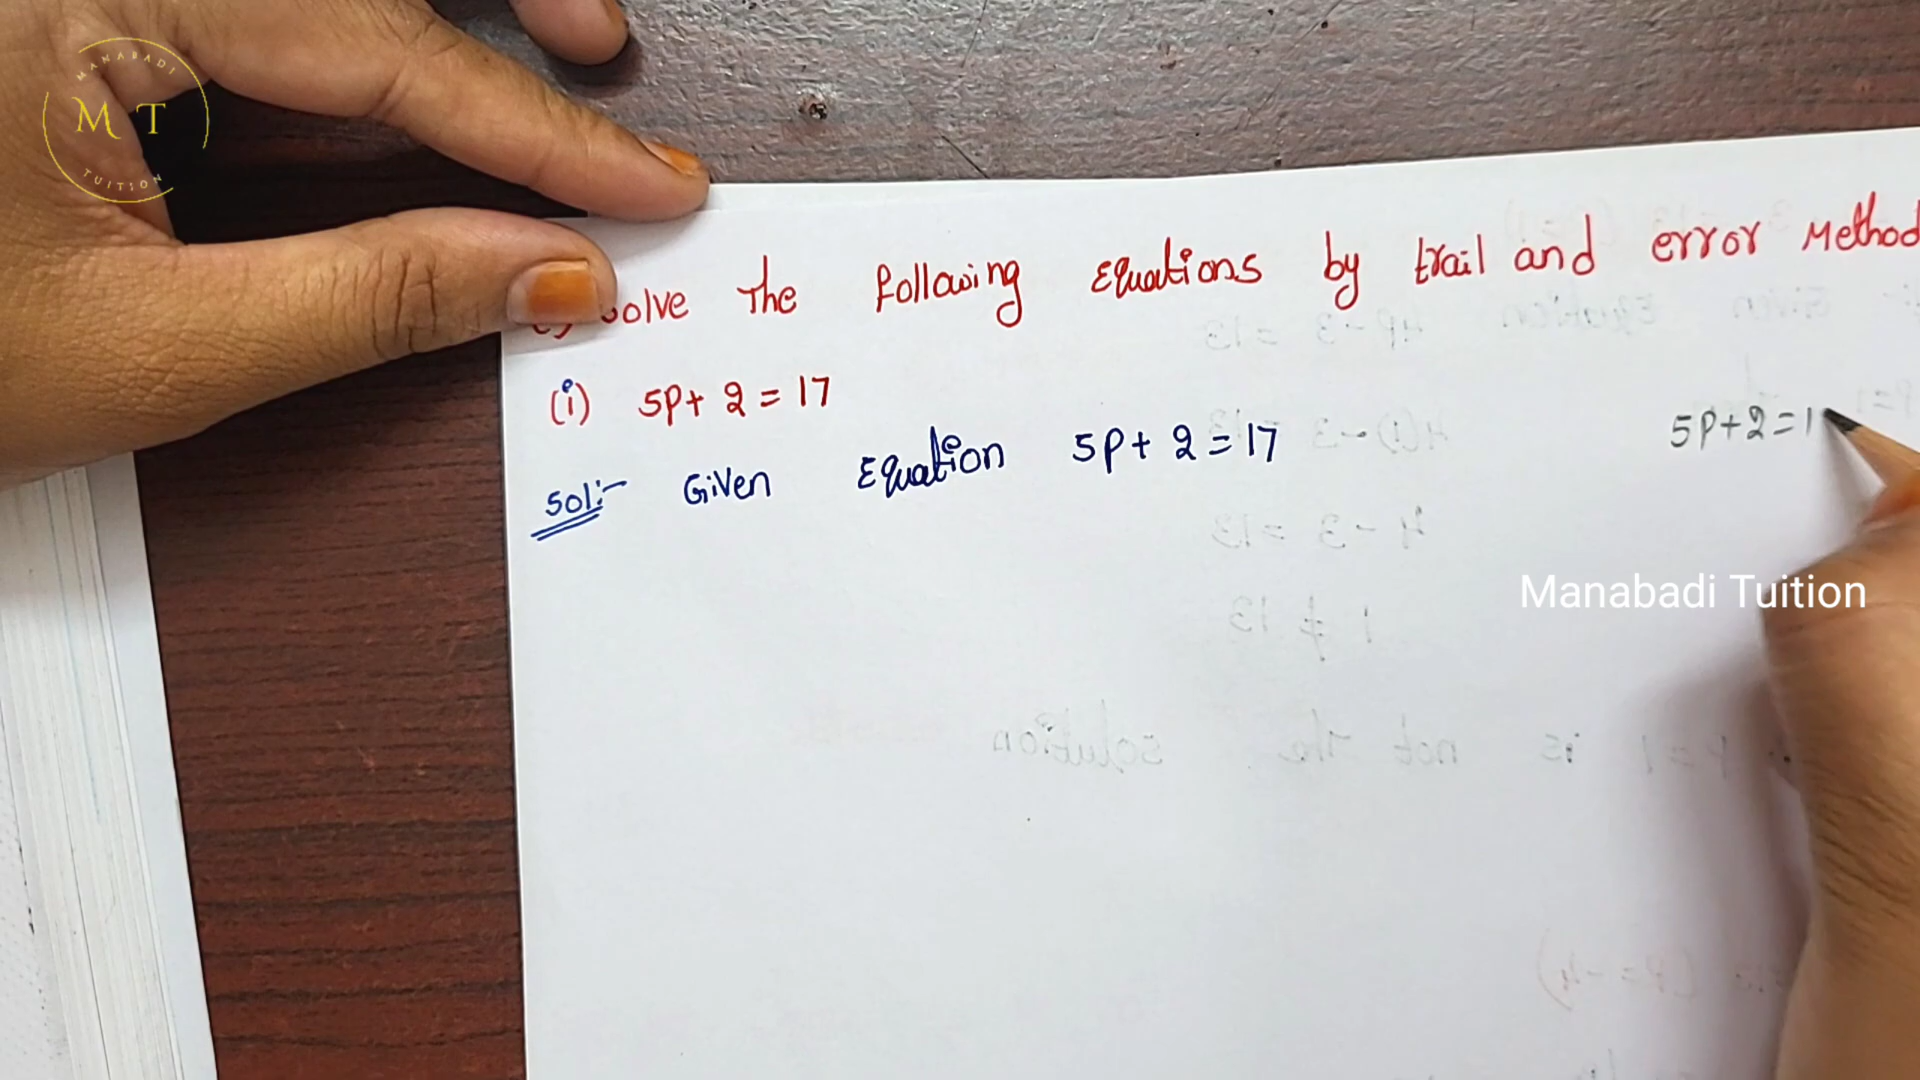 MANABADI
M T
TUITION
Solve The following Equations by trail and error Method
(i) 5p+ 2 = 17
5p+2=1
Sol:- Given Equation 5p+ 2 = 17
Manabadi Tuition